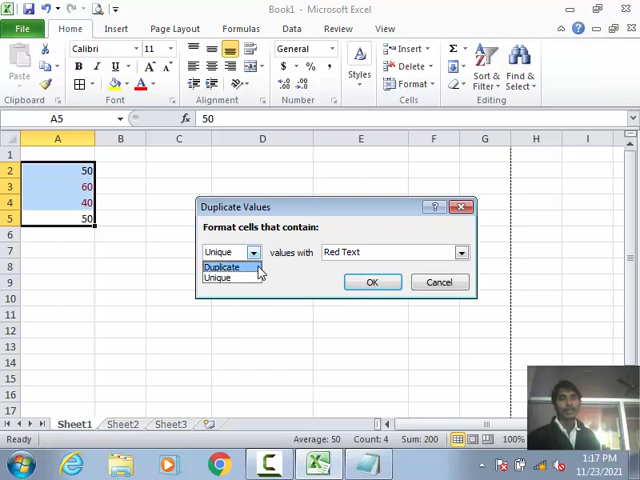 Book1 - Microsoft Excel
File Home Insert Page Layout Formulas Data Review View
Paste
Clipboard
Calibri 11
B I U
A A
A
Font
Alignment
General
$ % ,
Number
Styles
Insert
Delete
Format
Cells
Σ
Sort &
Filter
Find &
Select
Editing
A5 fx 50
A B C D E F G H I
1
2 50
3 60
4 40
5 50
6
7
8
9
10
11
12
13
14
15
16
17
Duplicate Values
Format cells that contain:
Unique values with Red Text
Duplicate
Unique
OK Cancel
Sheet1 Sheet2 Sheet3
Ready Average: 50 Count: 4 Sum: 200 100%
1:17 PM
11/23/2021